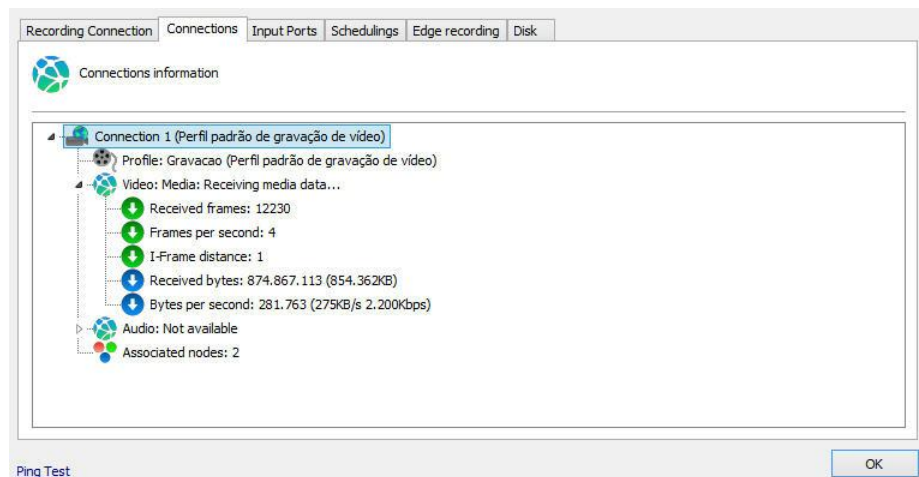 Recording Connection Connections Input Ports Schedulings Edge recording Disk
Connections information
Connection 1 (Perfil padrão de gravação de vídeo)
Profile: Gravacao (Perfil padrão de gravação de vídeo)
Video: Media: Receiving media data...
Received frames: 12230
Frames per second: 4
I-Frame distance: 1
Received bytes: 874.867.113 (854.362KB)
Bytes per second: 281.763 (275KB/s 2.200Kbps)
Audio: Not available
Associated nodes: 2
OK
Ping Test